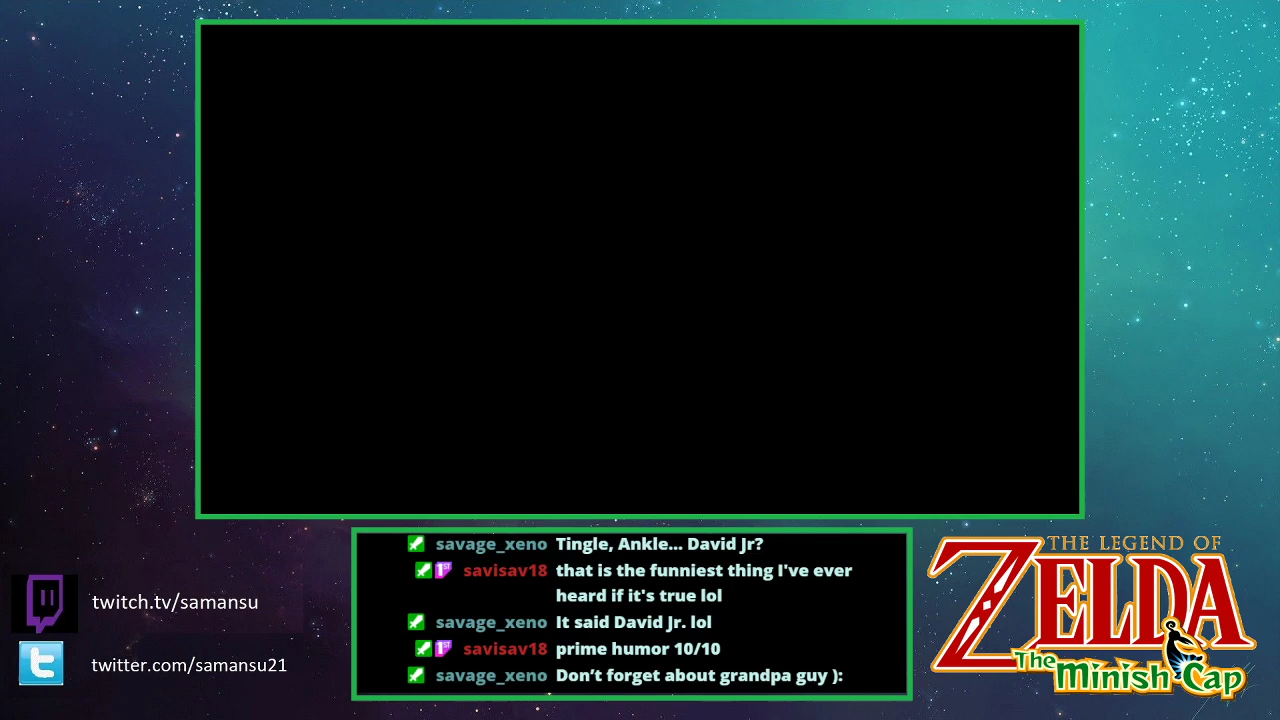 savage_xeno Tingle, Ankle... David Jr?
1ST savisav18 that is the funniest thing I've ever
heard if it's true lol
savage_xeno It said David Jr. lol
1ST savisav18 prime humor 10/10
savage_xeno Don’t forget about grandpa guy ):
twitch.tv/samansu
twitter.com/samansu21
THE LEGEND OF
ZELDA
The Minish Cap